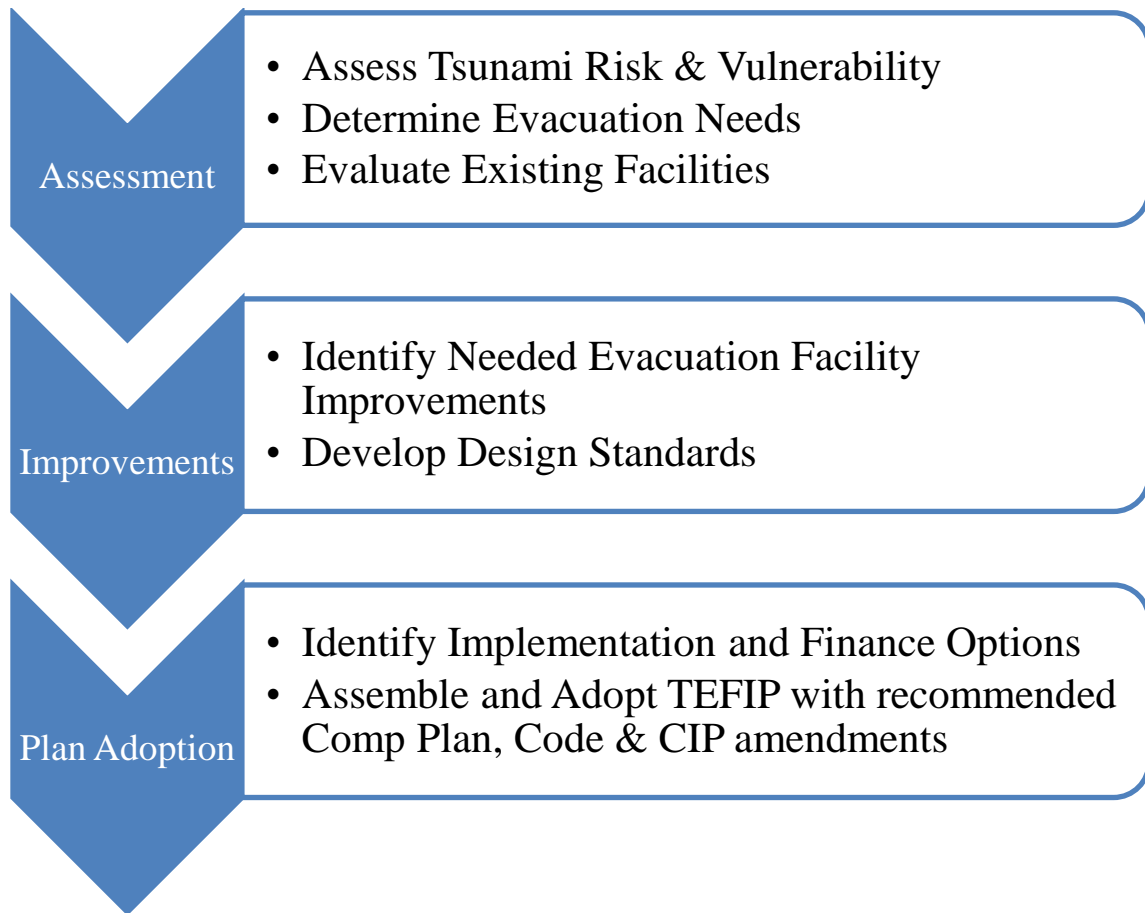 Assessment
• Assess Tsunami Risk & Vulnerability
• Determine Evacuation Needs
• Evaluate Existing Facilities
Improvements
• Identify Needed Evacuation Facility
Improvements
• Develop Design Standards
Plan Adoption
• Identify Implementation and Finance Options
• Assemble and Adopt TEFIP with recommended
Comp Plan, Code & CIP amendments